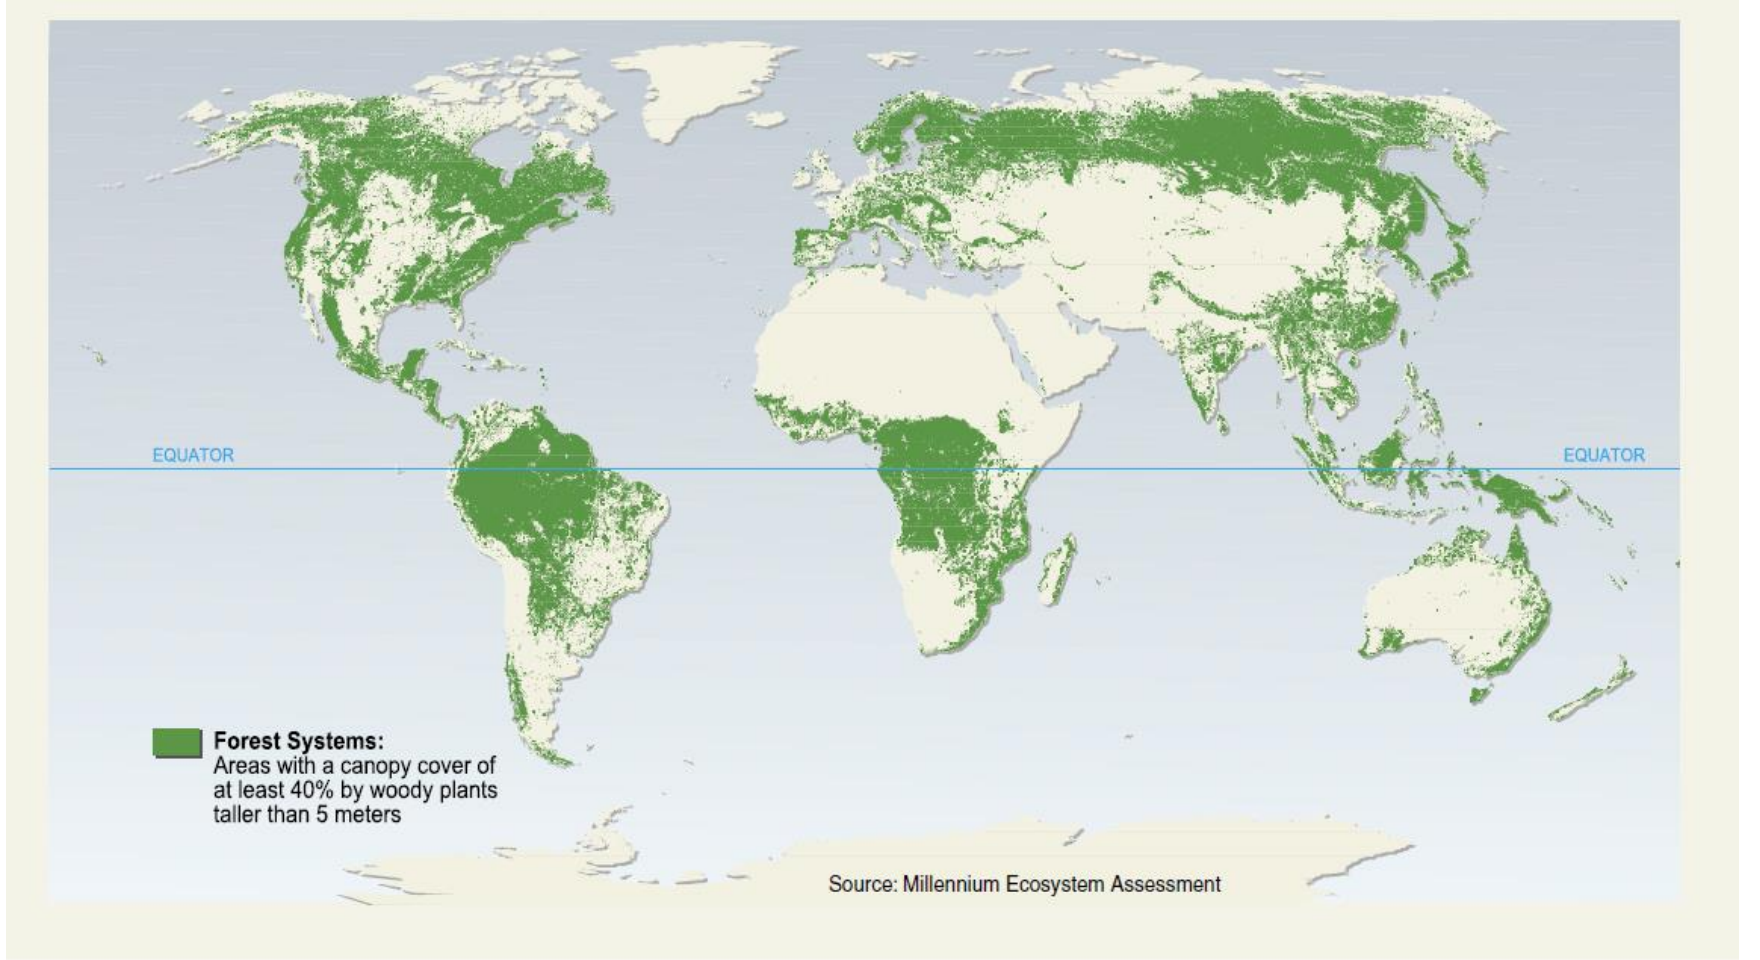 EQUATOR
EQUATOR
Forest Systems:
Areas with a canopy cover of
at least 40% by woody plants
taller than 5 meters
Source: Millennium Ecosystem Assessment